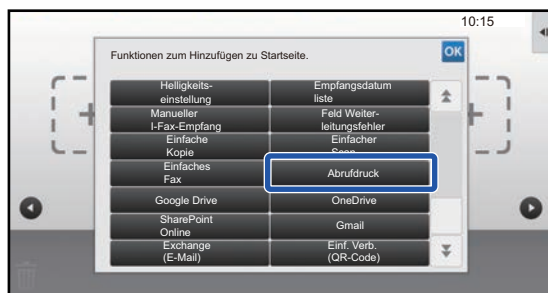 10:15
Funktionen zum Hinzufügen zu Startseite.
OK
Helligkeits-
einstellung
Empfangsdatum
liste
Manueller
I-Fax-Empfang
Feld Weiter-
leitungsfehler
Einfache
Kopie
Einfacher
Scan
Einfaches
Fax
Abrufdruck
Google Drive
OneDrive
SharePoint
Online
Gmail
Exchange
(E-Mail)
Einf. Verb.
(QR-Code)